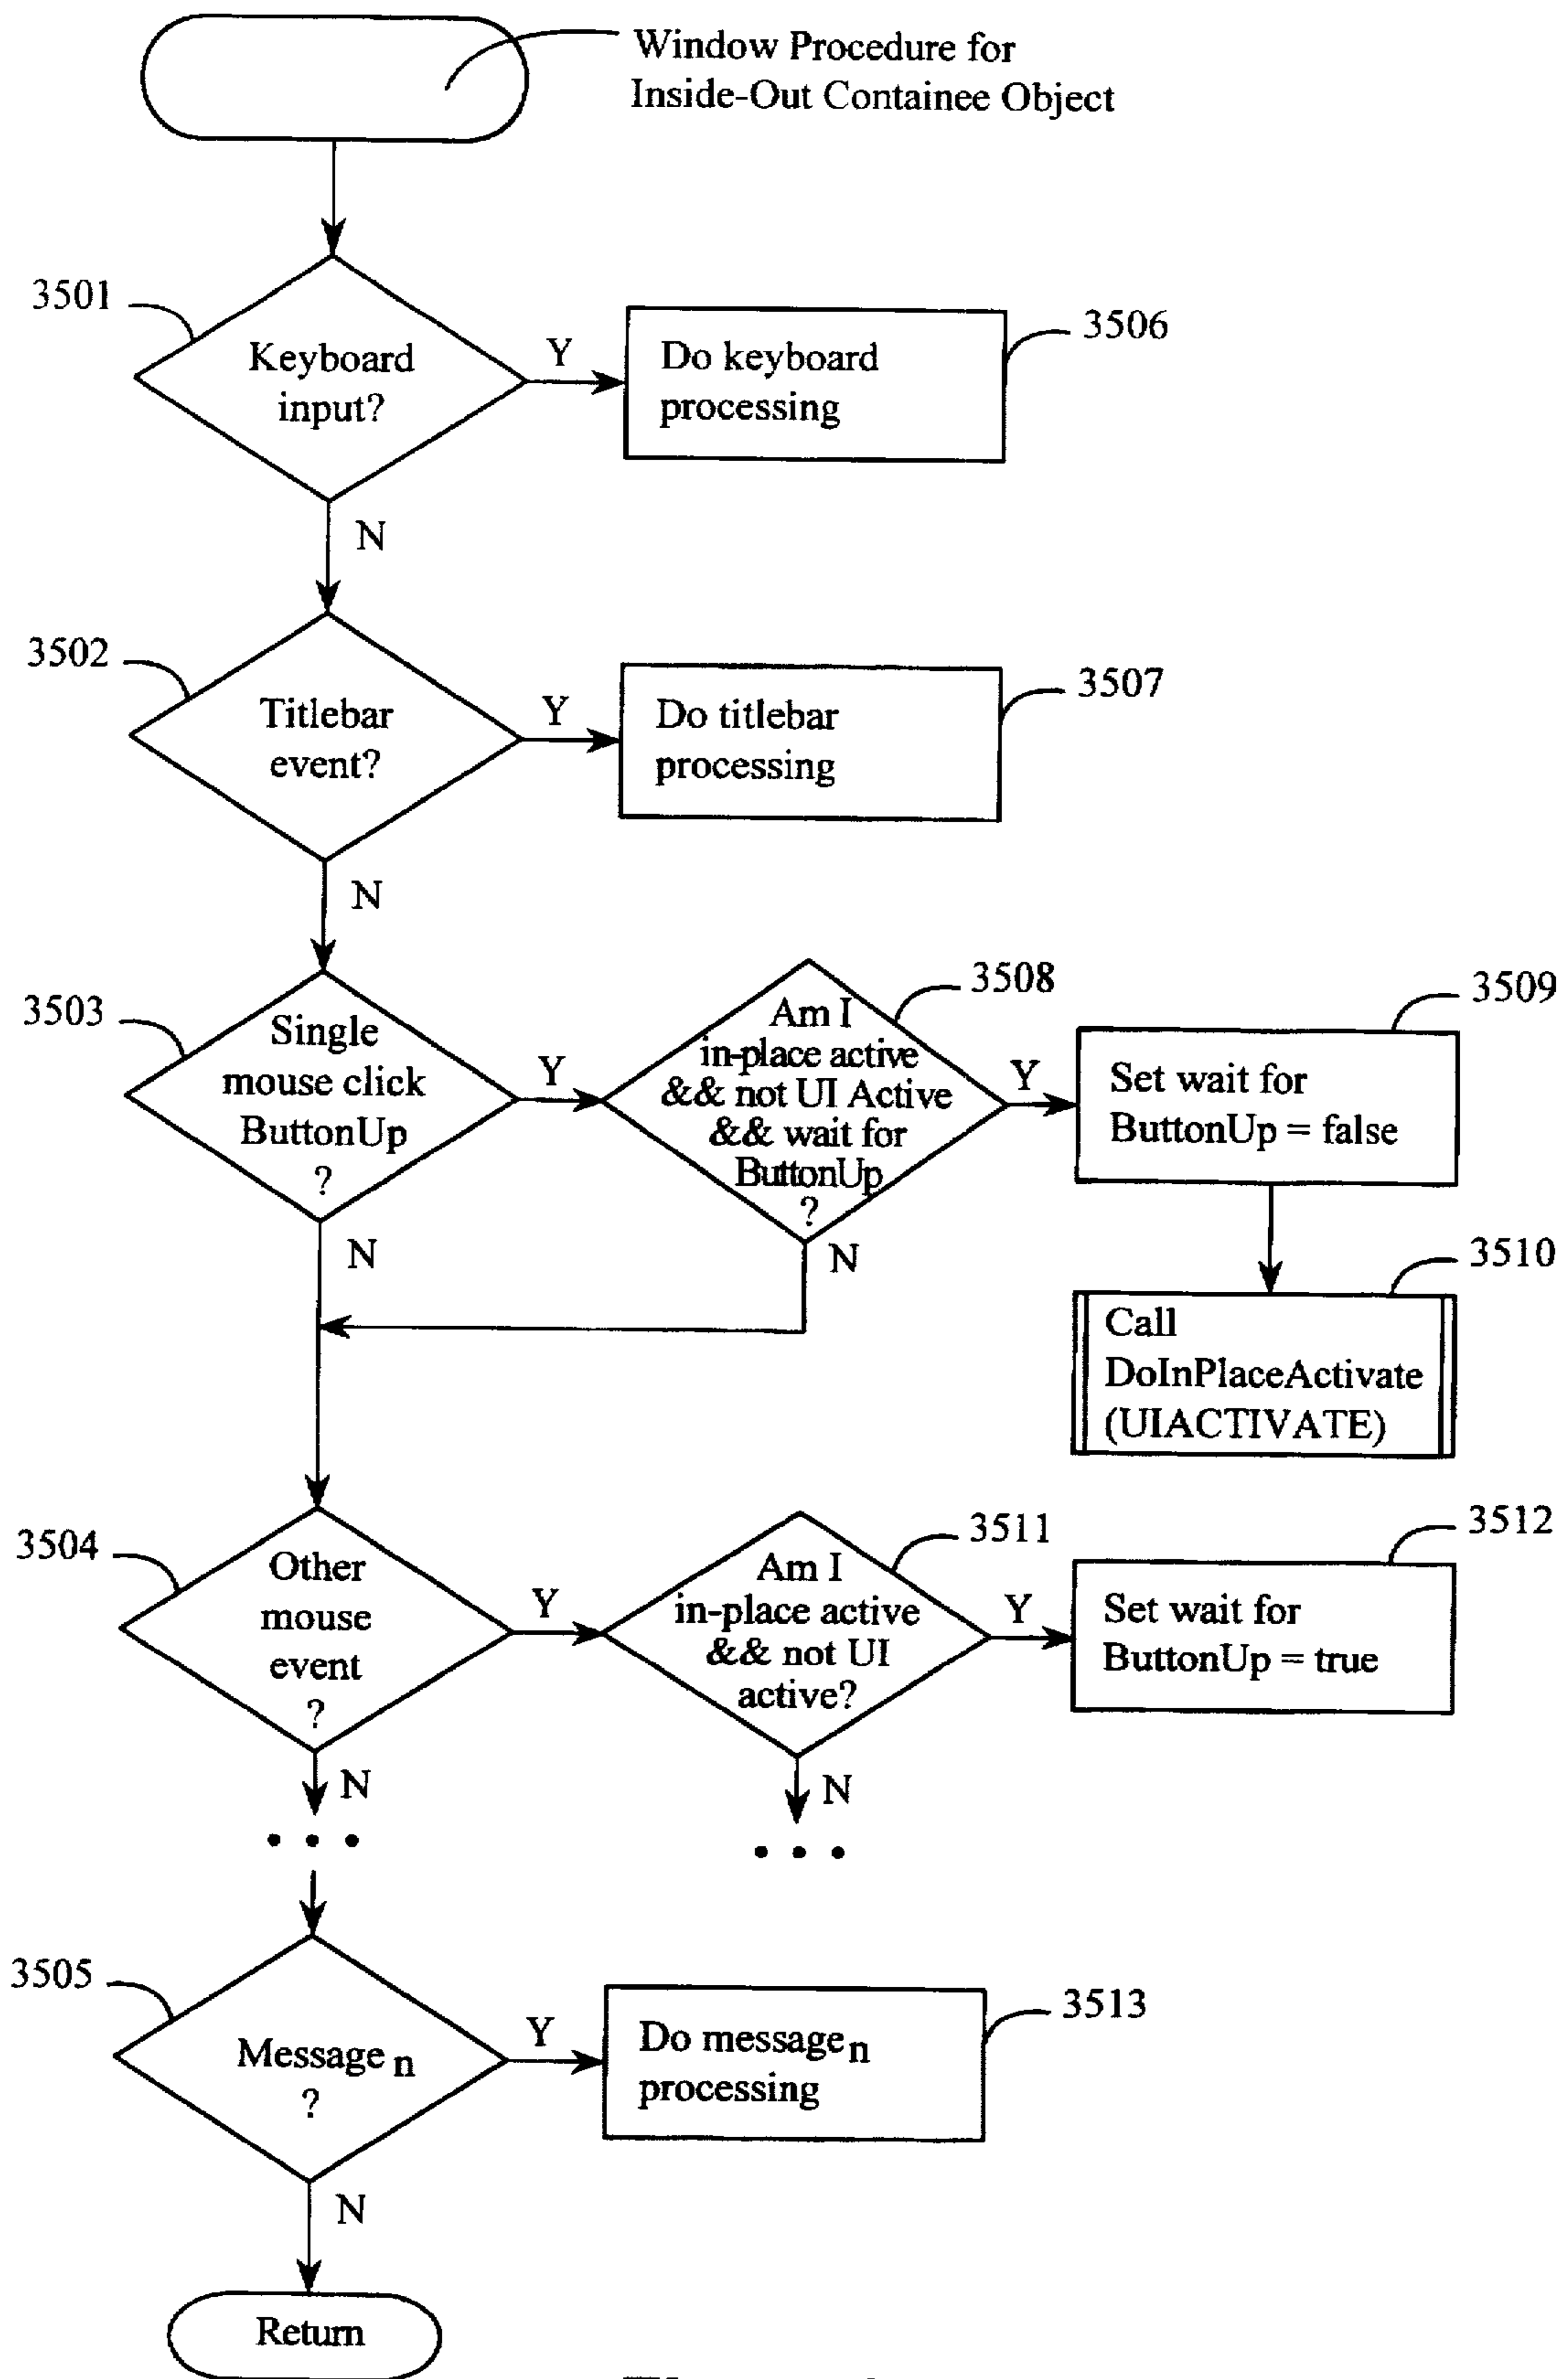 Window Procedure for
Inside-Out Containee Object
3501
Keyboard
input?
Y
Do keyboard
processing
3506
N
3502
Titlebar
event?
Y
Do titlebar
processing
3507
N
3503
Single
mouse click
ButtonUp
?
Y
3508
Am I
in-place active
&& not UI Active
&& wait for
ButtonUp
?
Y
3509
Set wait for
ButtonUp = false
N
N
3510
Call
DoInPlaceActivate
(UIACTIVATE)
3504
Other
mouse
event
?
Y
3511
Am I
in-place active
&& not UI
active?
Y
3512
Set wait for
ButtonUp = true
N
• • •
N
• • •
3505
Message n
?
Y
Do message n
processing
3513
N
Return